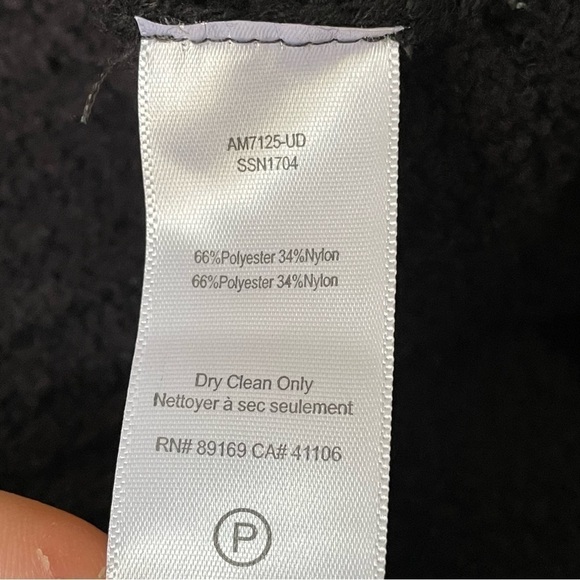 AM7125-UD
SSN1704
66%Polyester 34%Nylon
66%Polyester 34%Nylon
Dry Clean Only
Nettoyer à sec seulement
RN# 89169 CA# 41106
P